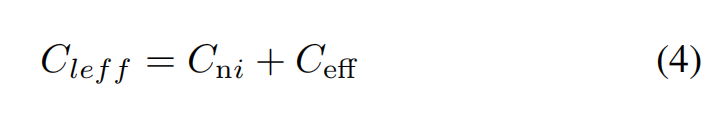 C_{leff} = C_{ni} + C_{eff} (4)